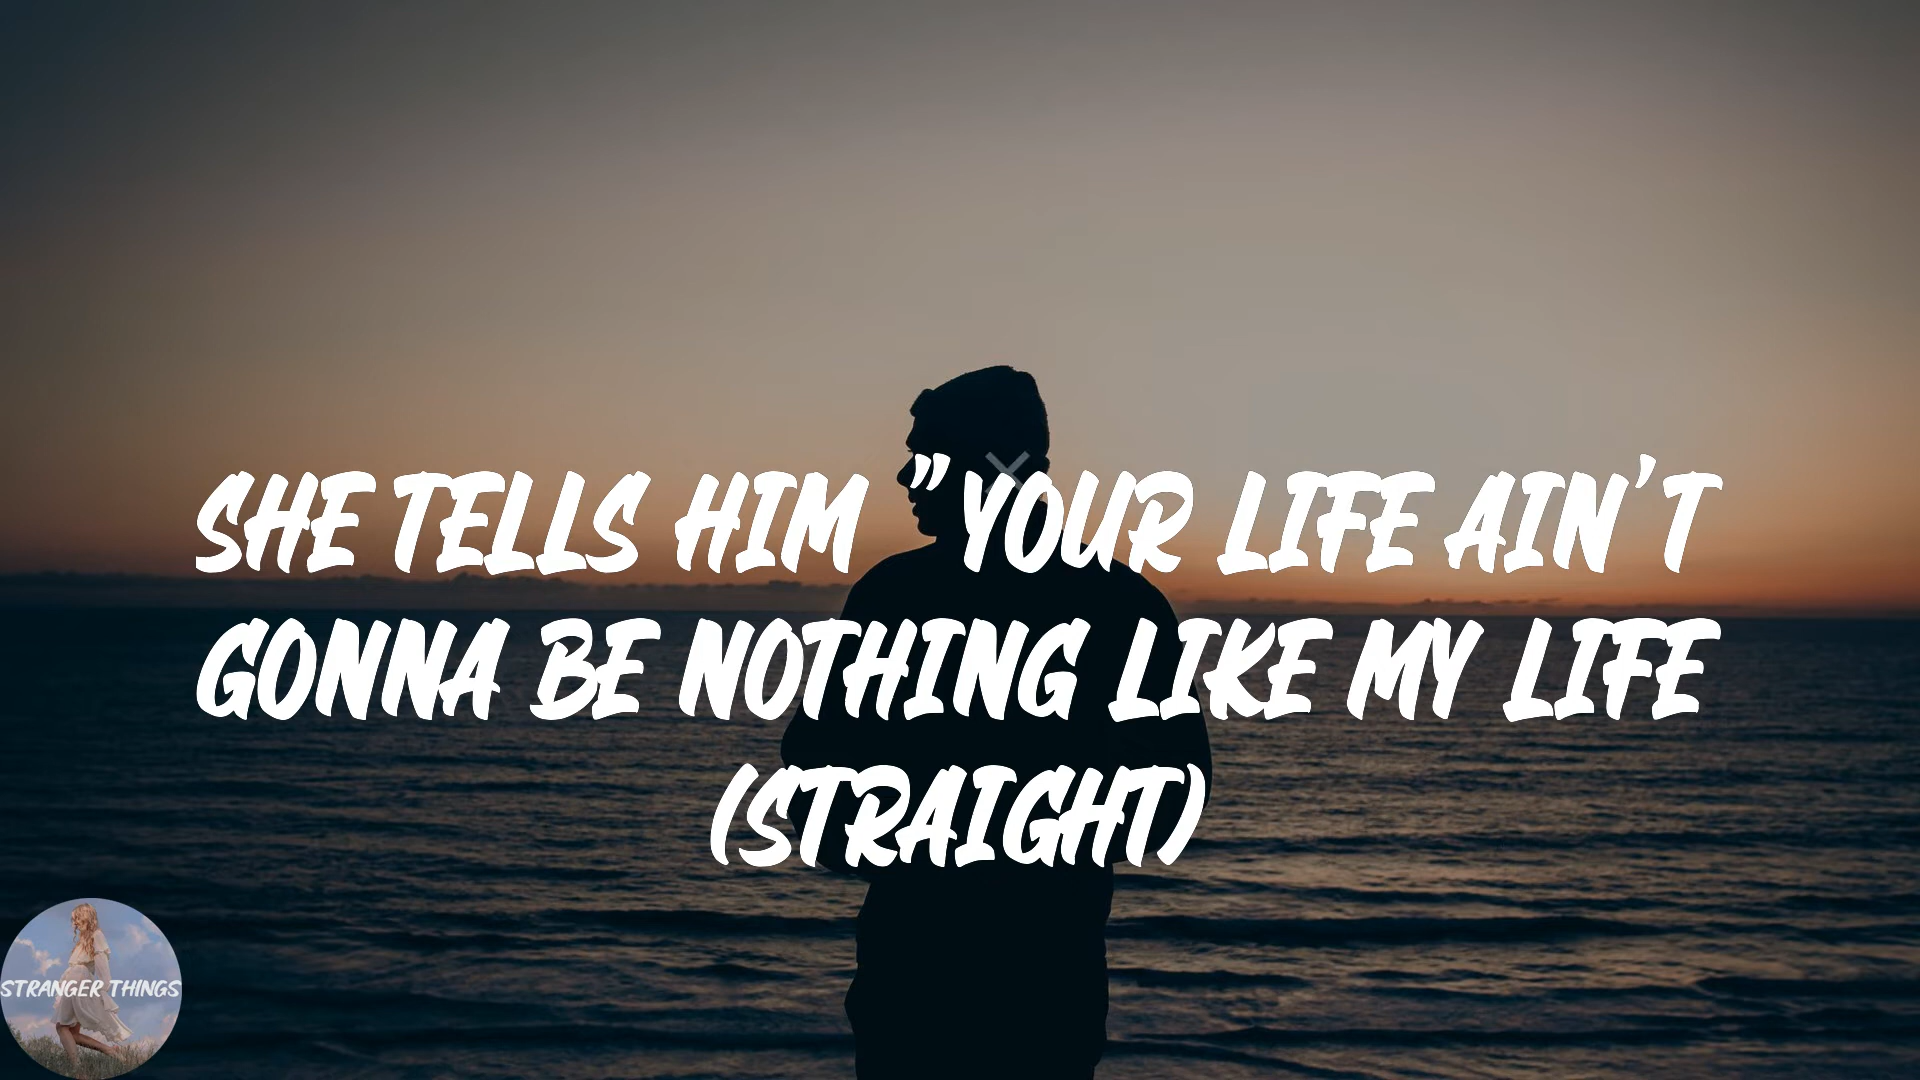 SHE TELLS HIM "YOUR LIFE AIN'T
GONNA BE NOTHING LIKE MY LIFE
(STRAIGHT)
STRANGER THINGS